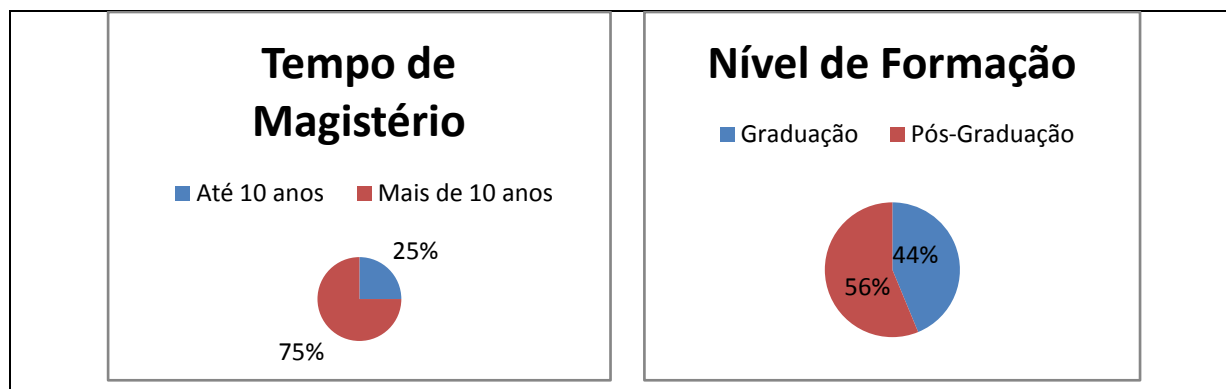 Tempo de
Magistério
Até 10 anos Mais de 10 anos
25%
75%
Nível de Formação
Graduação Pós-Graduação
44%
56%